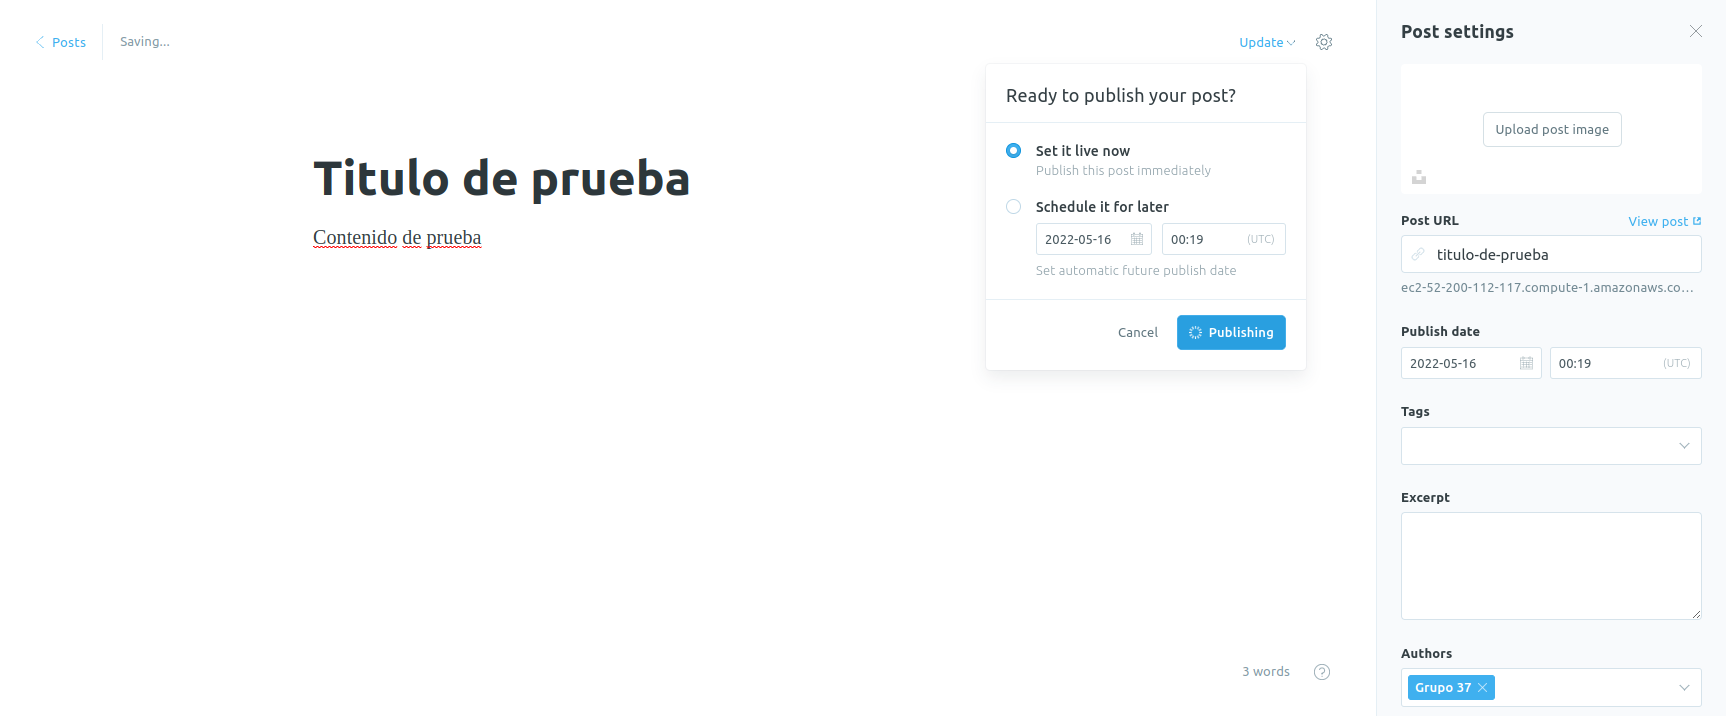 Posts
Saving...
Update
Ready to publish your post?
Set it live now
Publish this post immediately
Schedule it for later
2022-05-16
00:19 (UTC)
Set automatic future publish date
Cancel
Publishing
Titulo de prueba
Contenido de prueba
3 words
Post settings
Upload post image
Post URL
View post
titulo-de-prueba
ec2-52-200-112-117.compute-1.amazonaws.co...
Publish date
2022-05-16
00:19 (UTC)
Tags
Excerpt
Authors
Grupo 37